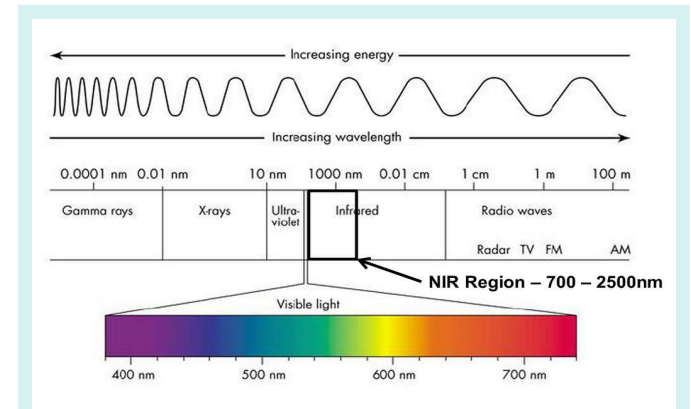 Increasing energy
Increasing wavelength
0.0001 nm 0.01 nm 10 nm 1000 nm 0.01 cm 1 cm 1 m 100 m
Gamma rays X-rays Ultra-
violet Infrared Radio waves
Radar TV FM AM
NIR Region – 700 – 2500nm
Visible light
400 nm 500 nm 600 nm 700 nm